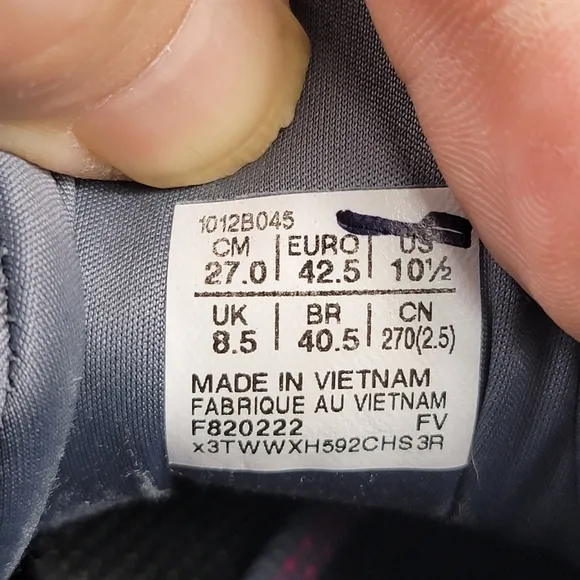 1012B045
CM | EURO | US
27.0 | 42.5 | 10½
UK | BR | CN
8.5 | 40.5 | 270(2.5)
MADE IN VIETNAM
FABRIQUE AU VIETNAM
F820222 FV
x3TWWXH592CHS3R